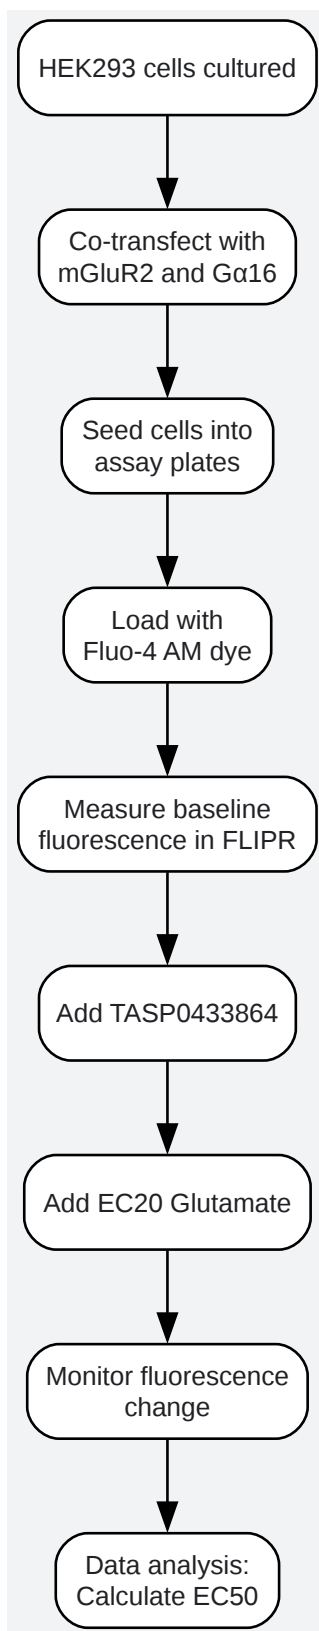 HEK293 cells cultured
Co-transfect with
mGluR2 and Gα16
Seed cells into
assay plates
Load with
Fluo-4 AM dye
Measure baseline
fluorescence in FLIPR
Add TASP0433864
Add EC20 Glutamate
Monitor fluorescence
change
Data analysis:
Calculate EC50